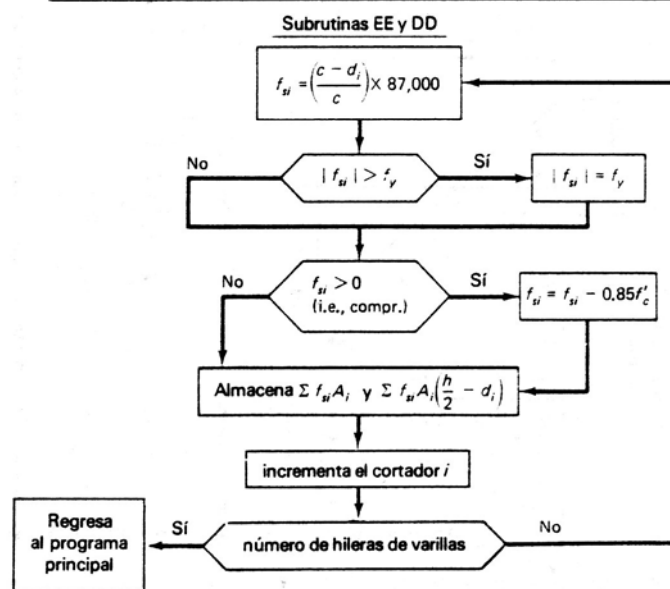 Subrutinas EE y DD
f_si = ((c − d_i) / c) × 87,000
No
| f_si | > f_y
Sí
| f_si | = f_y
No
f_si > 0
(i.e., compr.)
Sí
f_si = f_si − 0.85f'_c
Almacena Σ f_si A_i y Σ f_si A_i (h/2 − d_i)
incrementa el cortador i
Regresa
al programa
principal
Sí
número de hileras de varillas
No